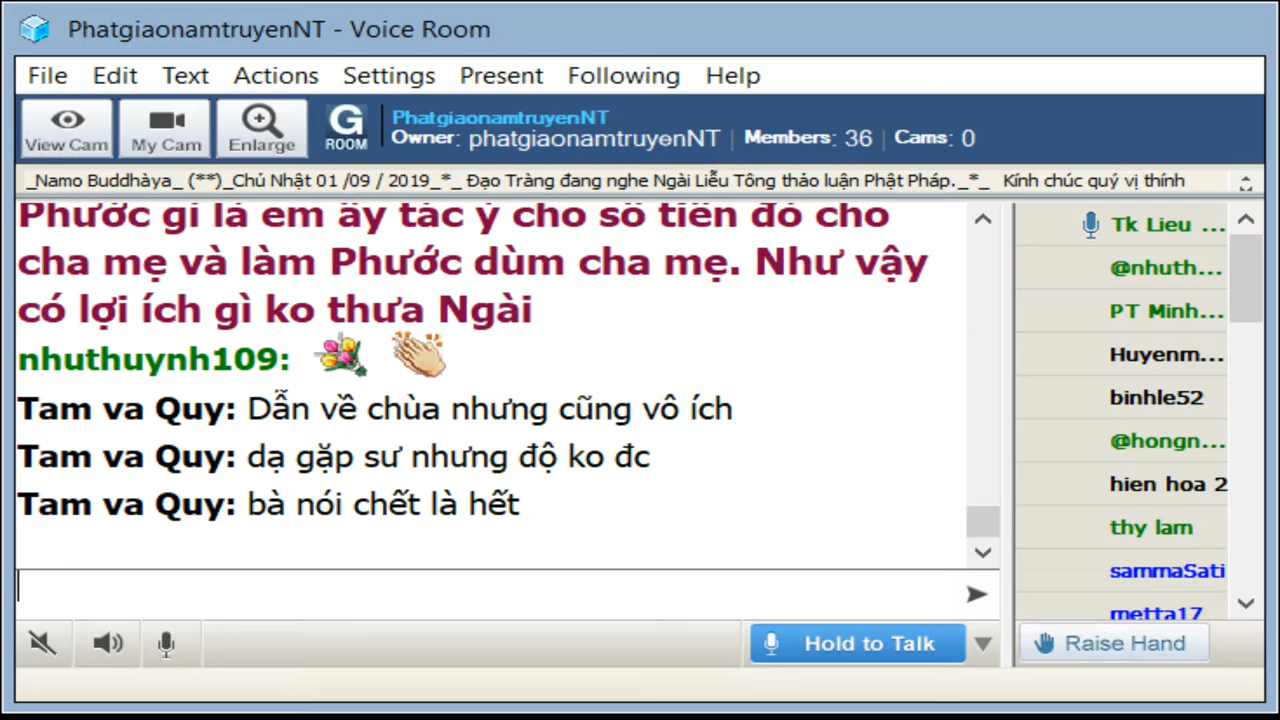 PhatgiaonamtruyenNT - Voice Room
File Edit Text Actions Settings Present Following Help
View Cam My Cam Enlarge
G ROOM
PhatgiaonamtruyenNT
Owner: phatgiaonamtruyenNT | Members: 36 | Cams: 0
_Namo Buddhàya_ (**)_Chủ Nhật 01 /09 / 2019_*_ Đạo Tràng đang nghe Ngài Liễu Tông thảo luận Phật Pháp._*_ Kính chúc quý vị thính
Phước gì là em ấy tác ý cho số tiền đó cho
cha mẹ và làm Phước dùm cha mẹ. Như vậy
có lợi ích gì ko thưa Ngài
nhuthuynh109:
Tam va Quy: Dẫn về chùa nhưng cũng vô ích
Tam va Quy: dạ gặp sư nhưng độ ko đc
Tam va Quy: bà nói chết là hết
Tk Lieu ...
@nhuth...
PT Minh...
Huyenm...
binhle52
@hongn...
hien hoa 2
thy lam
sammaSati
metta17
Hold to Talk
Raise Hand